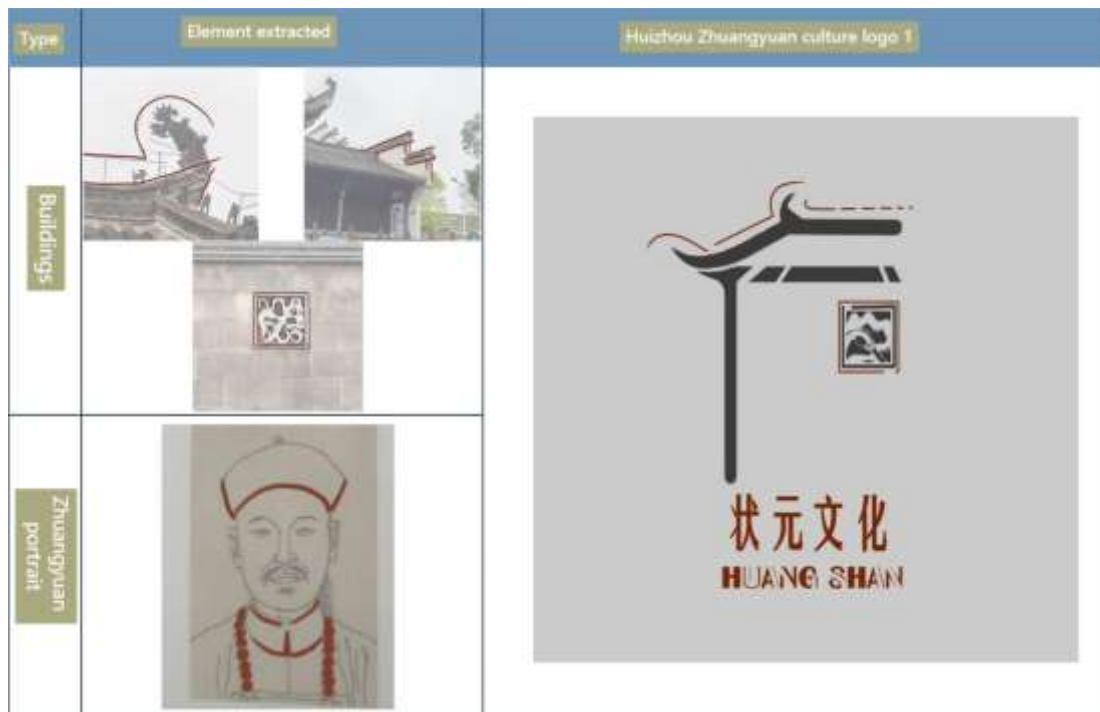 Type
Element extracted
Huizhou Zhuangyuan culture logo 1
Buildings
Zhuangyuan
portrait
状元文化
HUANG SHAN